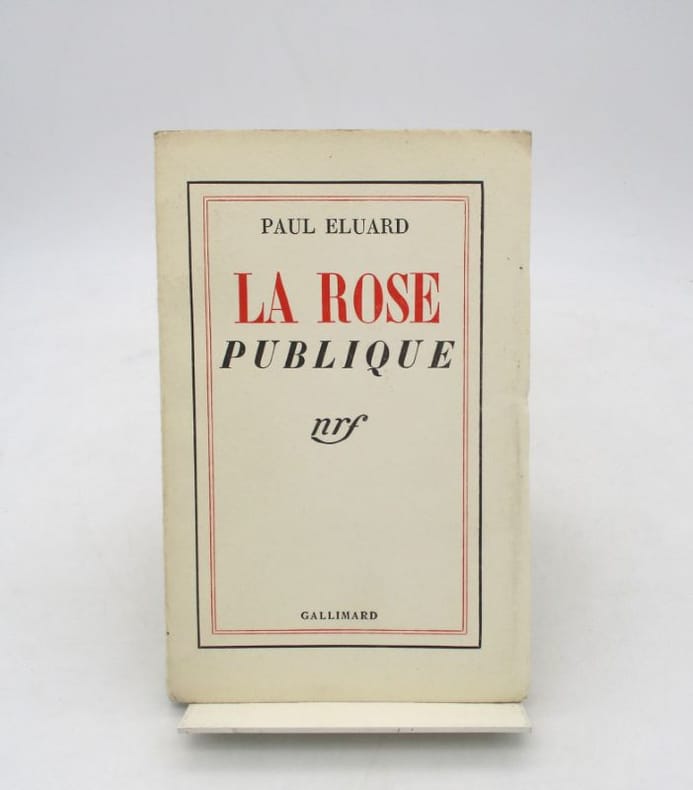 PAUL ELUARD
LA ROSE
PUBLIQUE
nrf
GALLIMARD